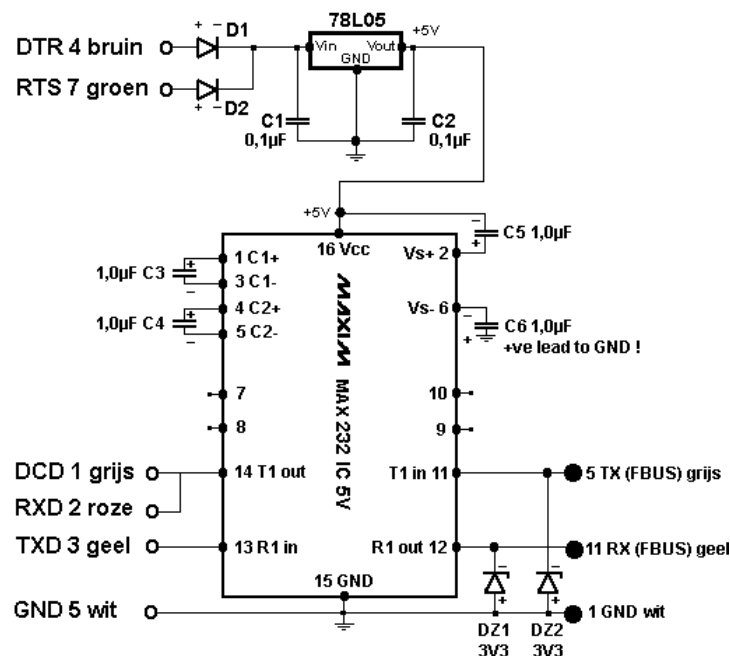 78L05
DTR 4 bruin
- D1
+
Vin Vout
GND
+5V
RTS 7 groen
+ - D2
C1
0,1µF
C2
0,1µF
+5V
16 Vcc
1 C1+
3 C1-
4 C2+
5 C2-
1,0µF C3
+
-
1,0µF C4
+
-
Vs+ 2
-
+
C5 1,0µF
Vs- 6
-
+
C6 1,0µF
+ve lead to GND !
MAXIM
MAX 232 IC 5V
7
8
10
9
DCD 1 grijs
RXD 2 roze
14 T1 out
T1 in 11
5 TX (FBUS) grijs
TXD 3 geel
13 R1 in
R1 out 12
11 RX (FBUS) geel
15 GND
-
+
-
+
GND 5 wit
1 GND wit
DZ1
3V3
DZ2
3V3